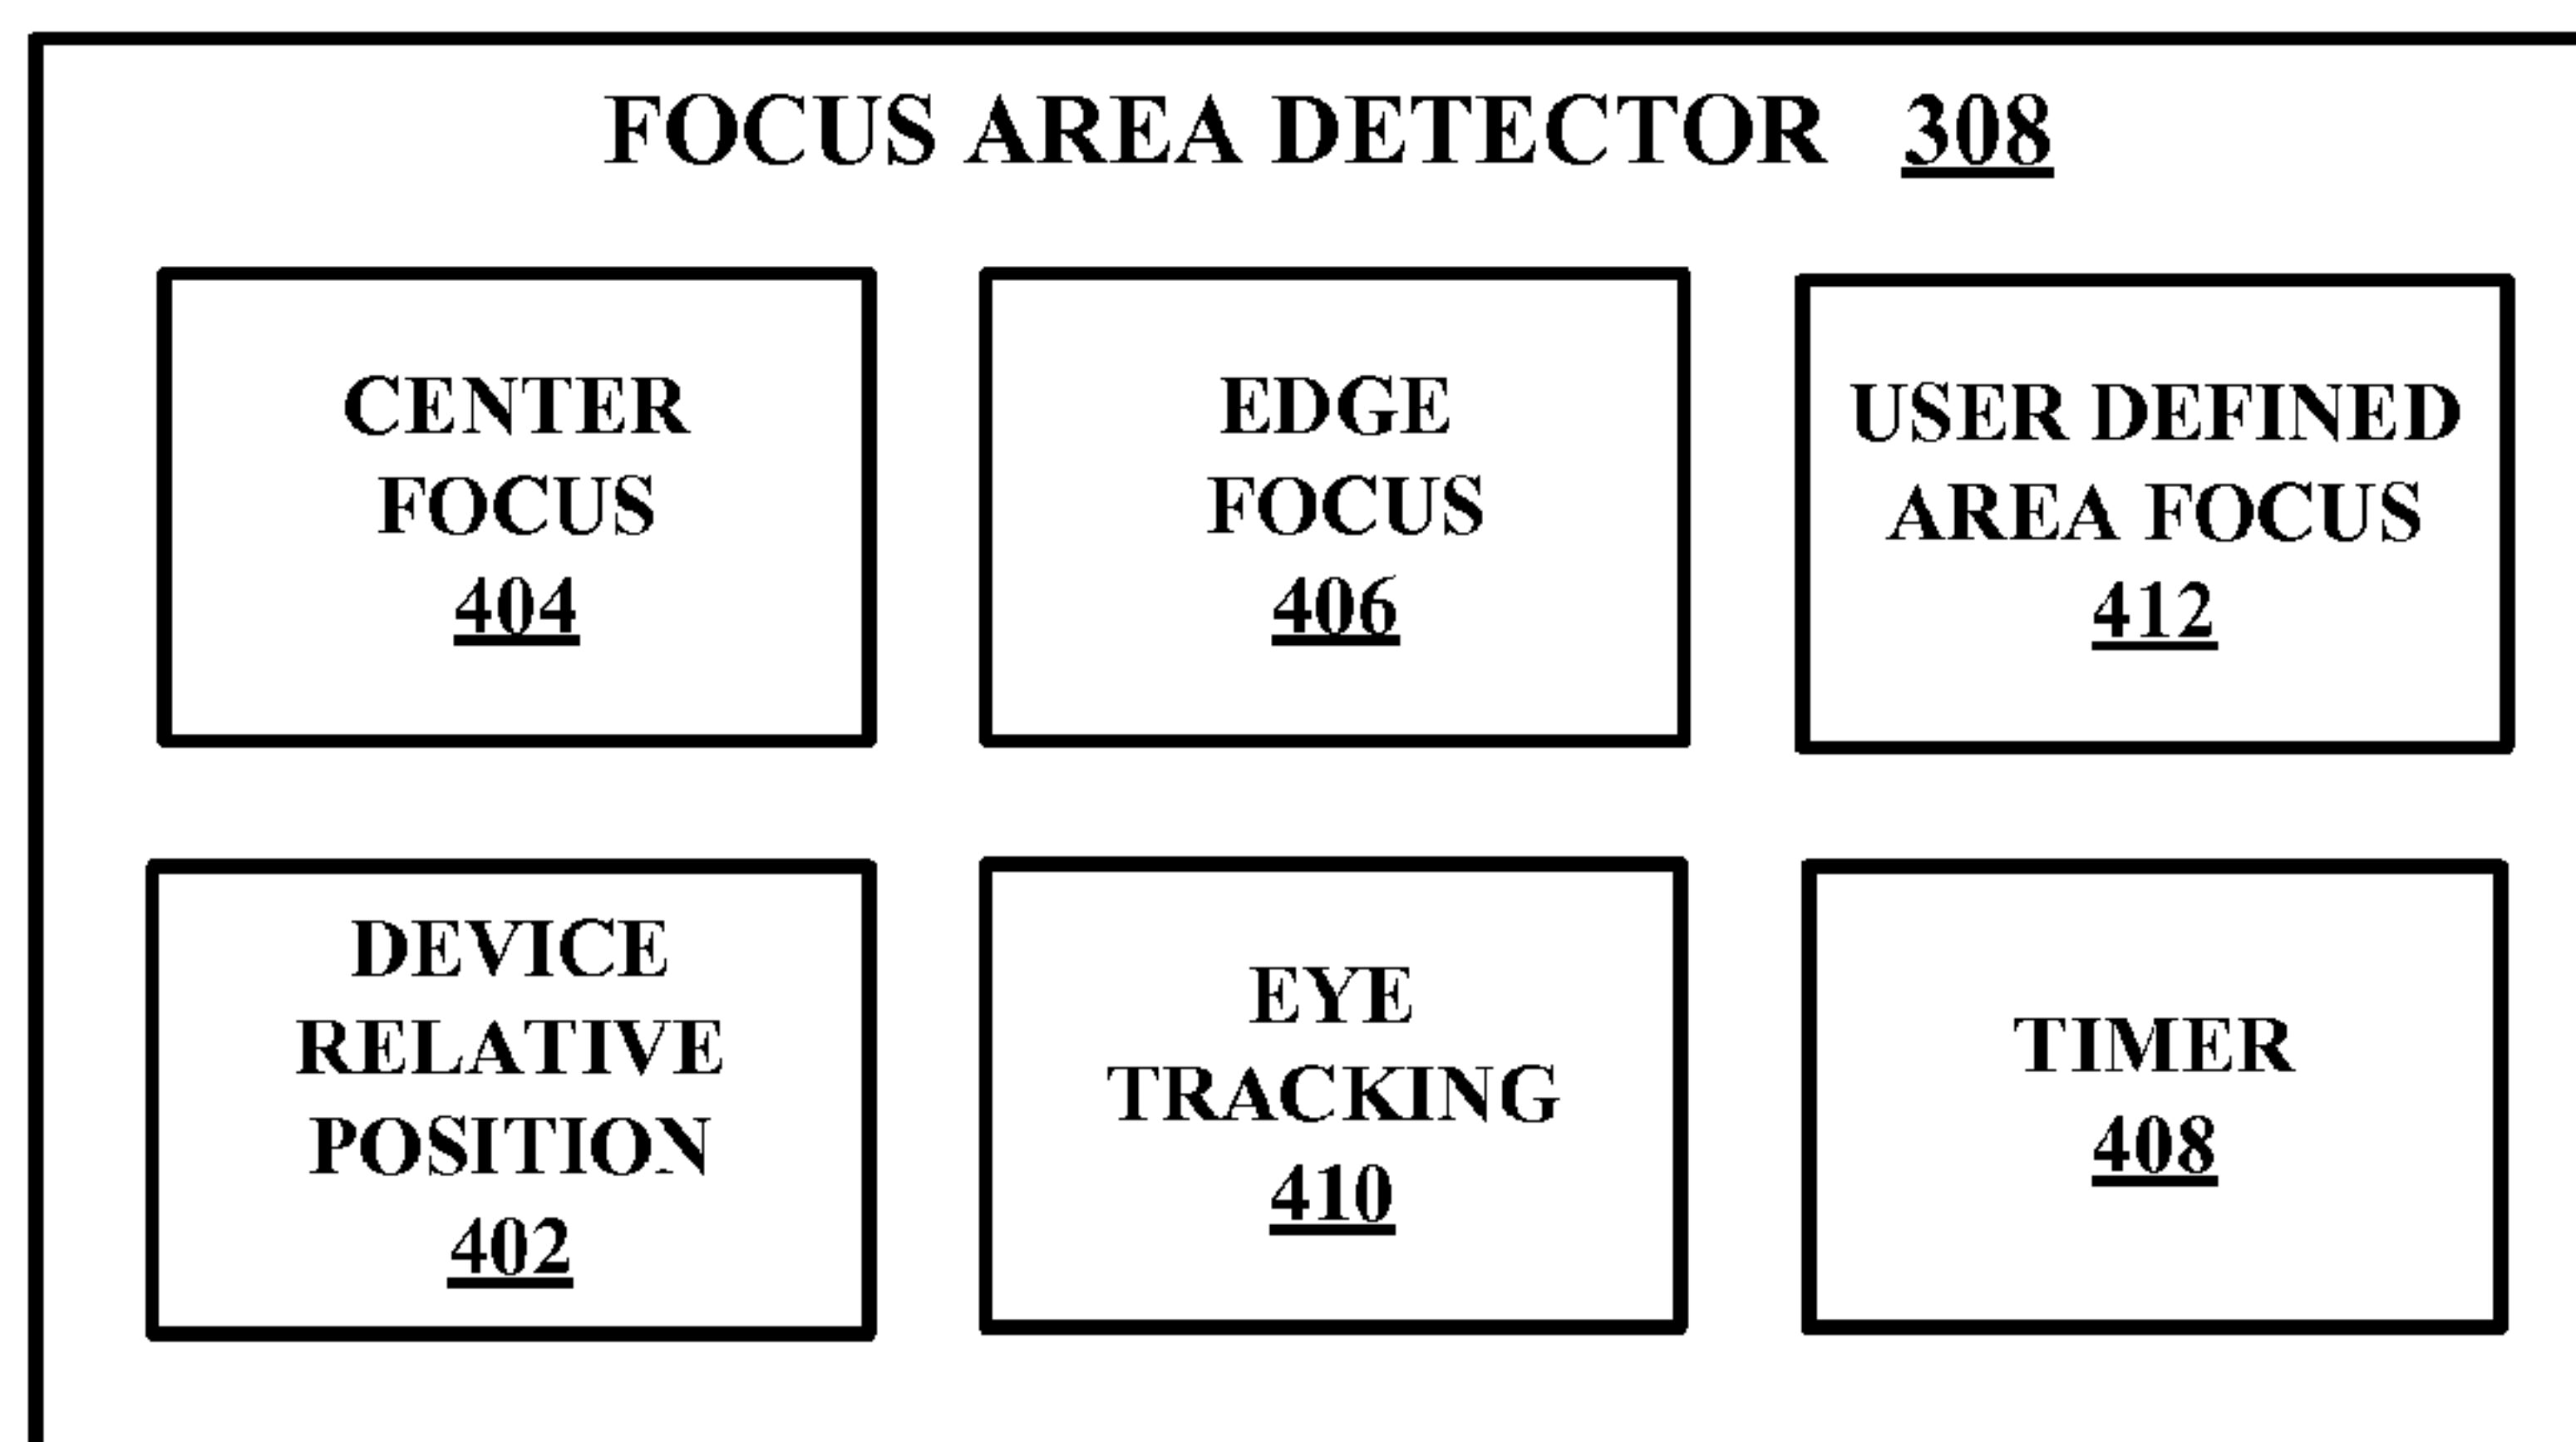 FOCUS AREA DETECTOR 308
CENTER
FOCUS
404
EDGE
FOCUS
406
USER DEFINED
AREA FOCUS
412
DEVICE
RELATIVE
POSITION
402
EYE
TRACKING
410
TIMER
408